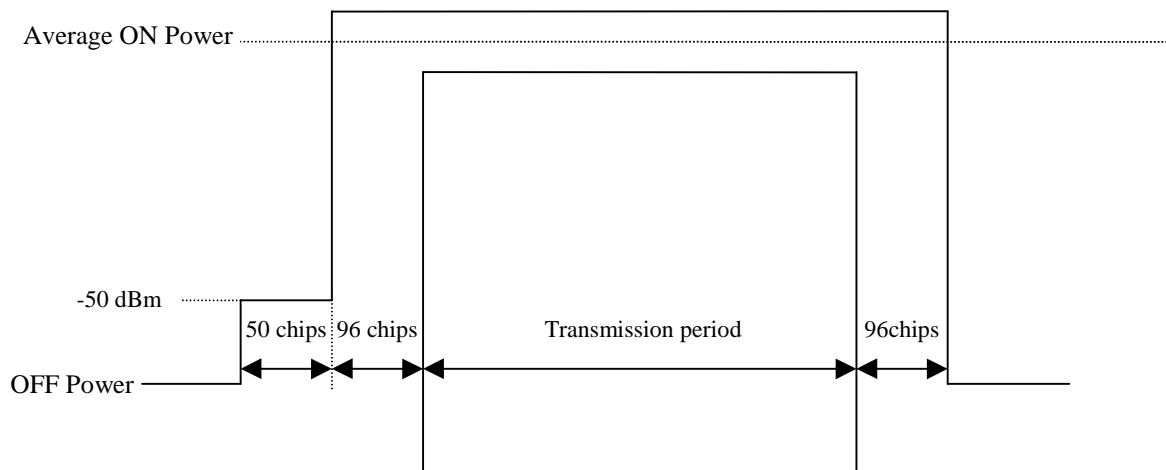 Average ON Power
-50 dBm
50 chips
96 chips
Transmission period
96chips
OFF Power